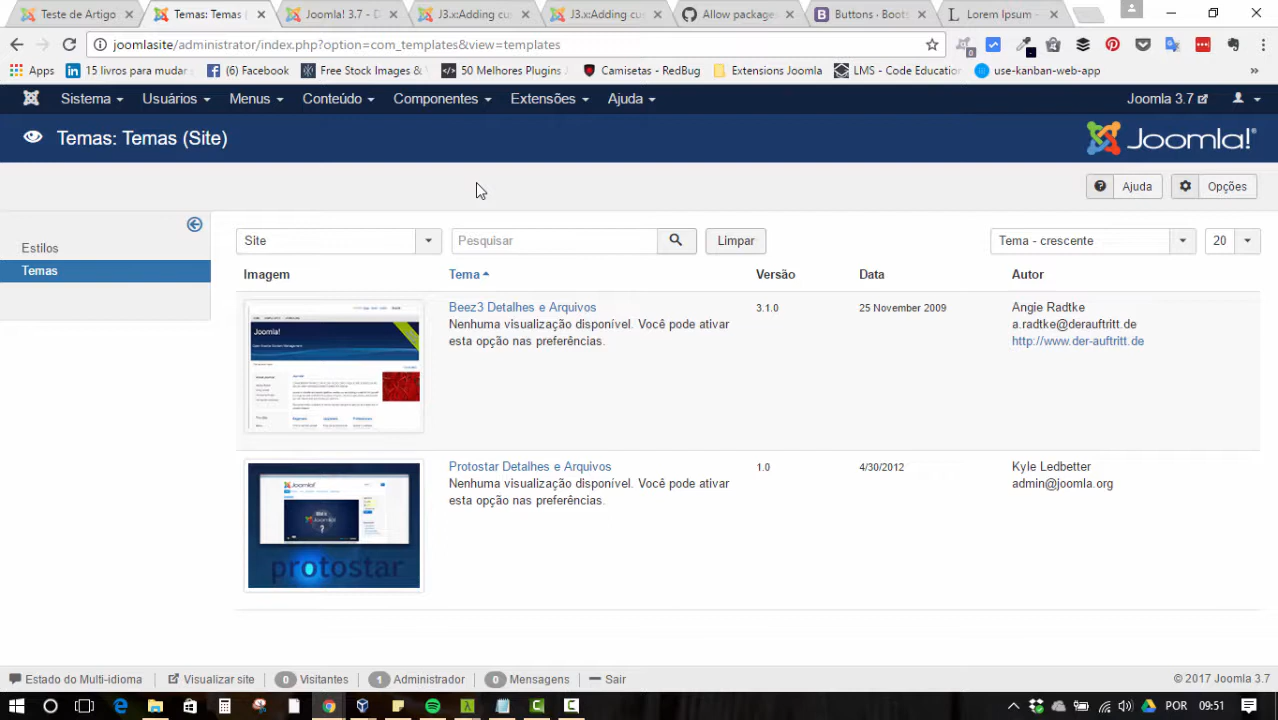 Teste de Artigo
Temas: Temas (
Joomla! 3.7 - D
J3.x:Adding cus
J3.x:Adding cus
Allow package
Buttons · Boots
Lorem Ipsum -
joomlasite/administrator/index.php?option=com_templates&view=templates
Apps
15 livros para mudar
(6) Facebook
Free Stock Images &
50 Melhores Plugins
Camisetas - RedBug
Extensions Joomla
LMS - Code Education
use-kanban-web-app
Sistema
Usuários
Menus
Conteúdo
Componentes
Extensões
Ajuda
Joomla 3.7
Temas: Temas (Site)
Joomla!
Ajuda
Opções
Estilos
Temas
Site
Pesquisar
Limpar
Tema - crescente
20
Imagem
Tema
Versão
Data
Autor
Beez3 Detalhes e Arquivos
Nenhuma visualização disponível. Você pode ativar
esta opção nas preferências.
3.1.0
25 November 2009
Angie Radtke
a.radtke@derauftritt.de
http://www.der-auftritt.de
Joomla!
Protostar Detalhes e Arquivos
Nenhuma visualização disponível. Você pode ativar
esta opção nas preferências.
1.0
4/30/2012
Kyle Ledbetter
admin@joomla.org
Joomla!
protostar
Estado do Multi-idioma
Visualizar site
0 Visitantes
1 Administrador
0 Mensagens
Sair
© 2017 Joomla 3.7
POR
09:51